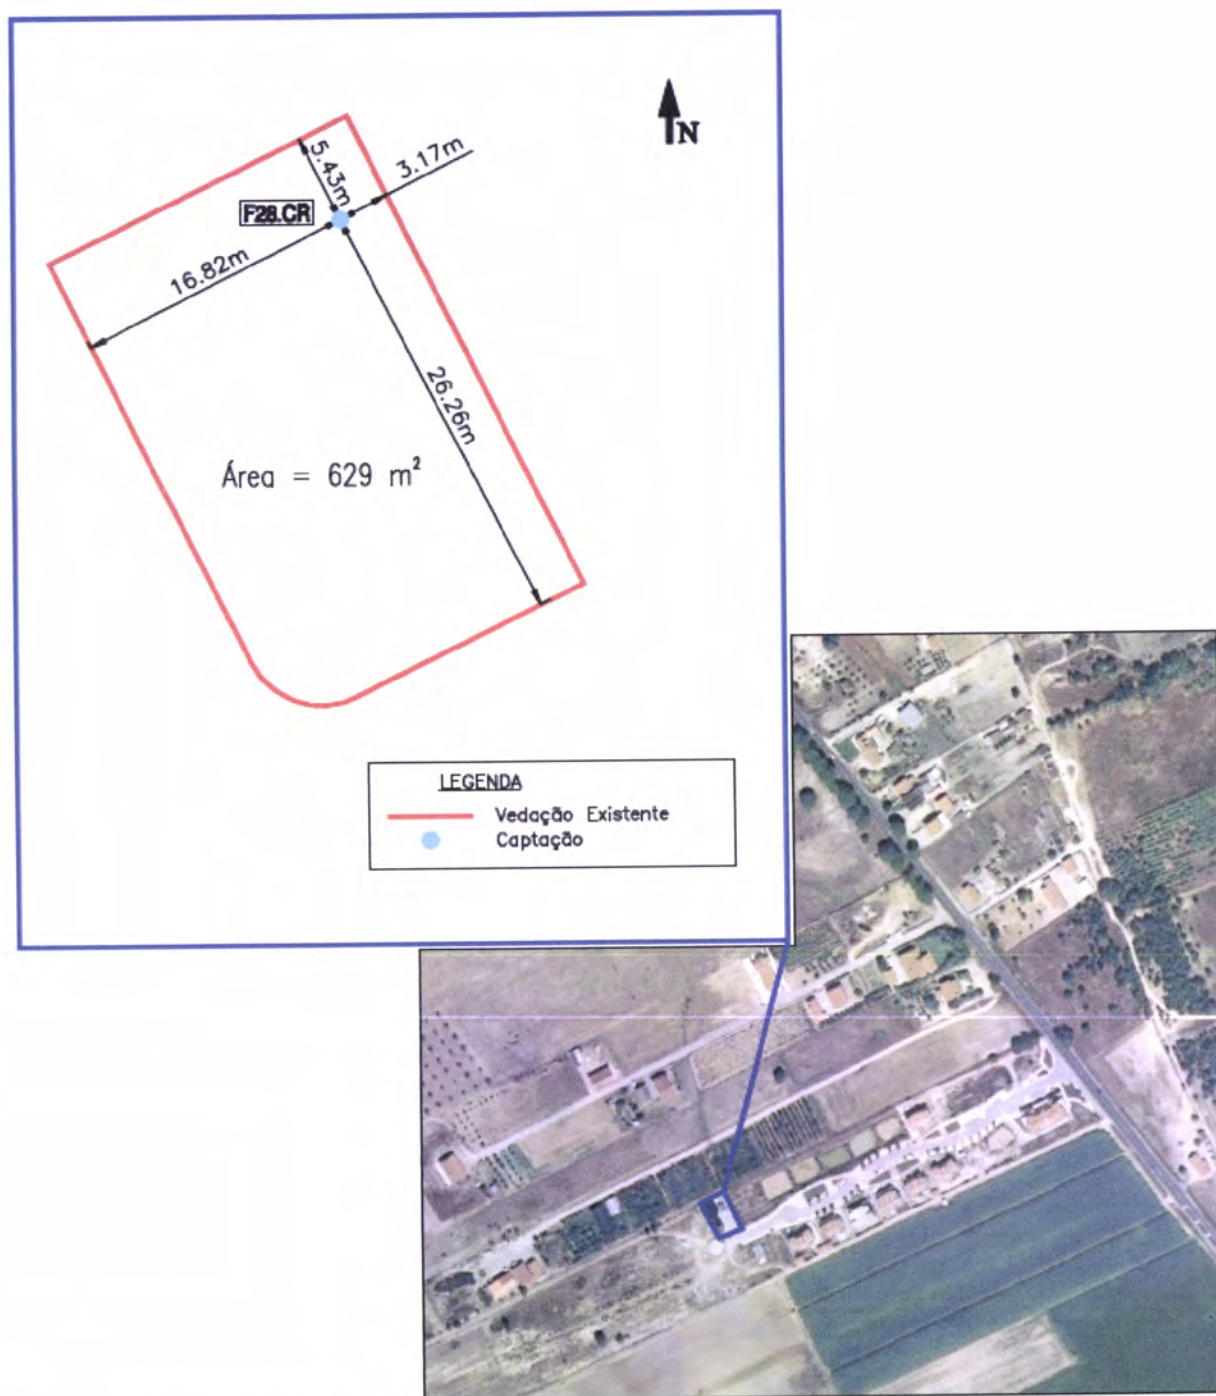 N
5.43m
3.17m
F28.CR
16.82m
26.26m
Área = 629 m²
LEGENDA
Vedação Existente
Captação